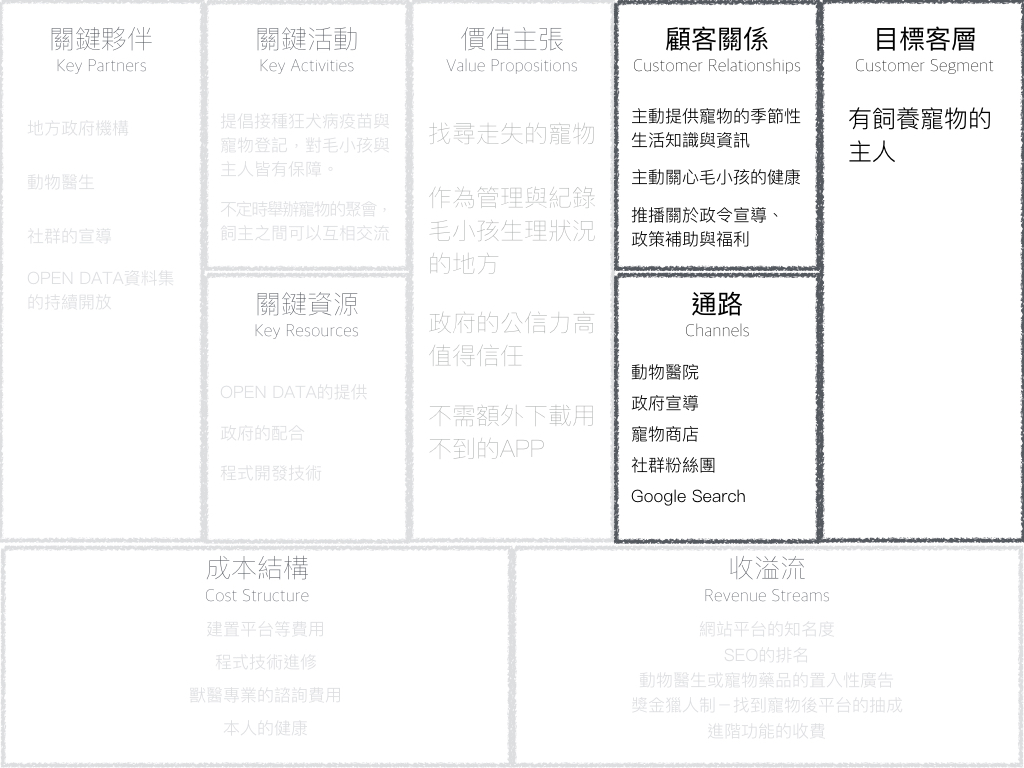 關鍵夥伴
Key Partners
地方政府機構
動物醫生
社群的宣導
OPEN DATA資料集
的持續開放
關鍵活動
Key Activities
提倡接種狂犬病疫苗與
寵物登記，對毛小孩與
主人皆有保障。
不定時舉辦寵物的聚會，
飼主之間可以互相交流
關鍵資源
Key Resources
OPEN DATA的提供
政府的配合
程式開發技術
價值主張
Value Propositions
找尋走失的寵物
作為管理與紀錄
毛小孩生理狀況
的地方
政府的公信力高
值得信任
不需額外下載用
不到的APP
顧客關係
Customer Relationships
主動提供寵物的季節性
生活知識與資訊
主動關心毛小孩的健康
推播關於政令宣導、
政策補助與福利
通路
Channels
動物醫院
政府宣導
寵物商店
社群粉絲團
Google Search
目標客層
Customer Segment
有飼養寵物的
主人
成本結構
Cost Structure
建置平台等費用
程式技術進修
獸醫專業的諮詢費用
本人的健康
收溢流
Revenue Streams
網站平台的知名度
SEO的排名
動物醫生或寵物藥品的置入性廣告
獎金獵人制－找到寵物後平台的抽成
進階功能的收費